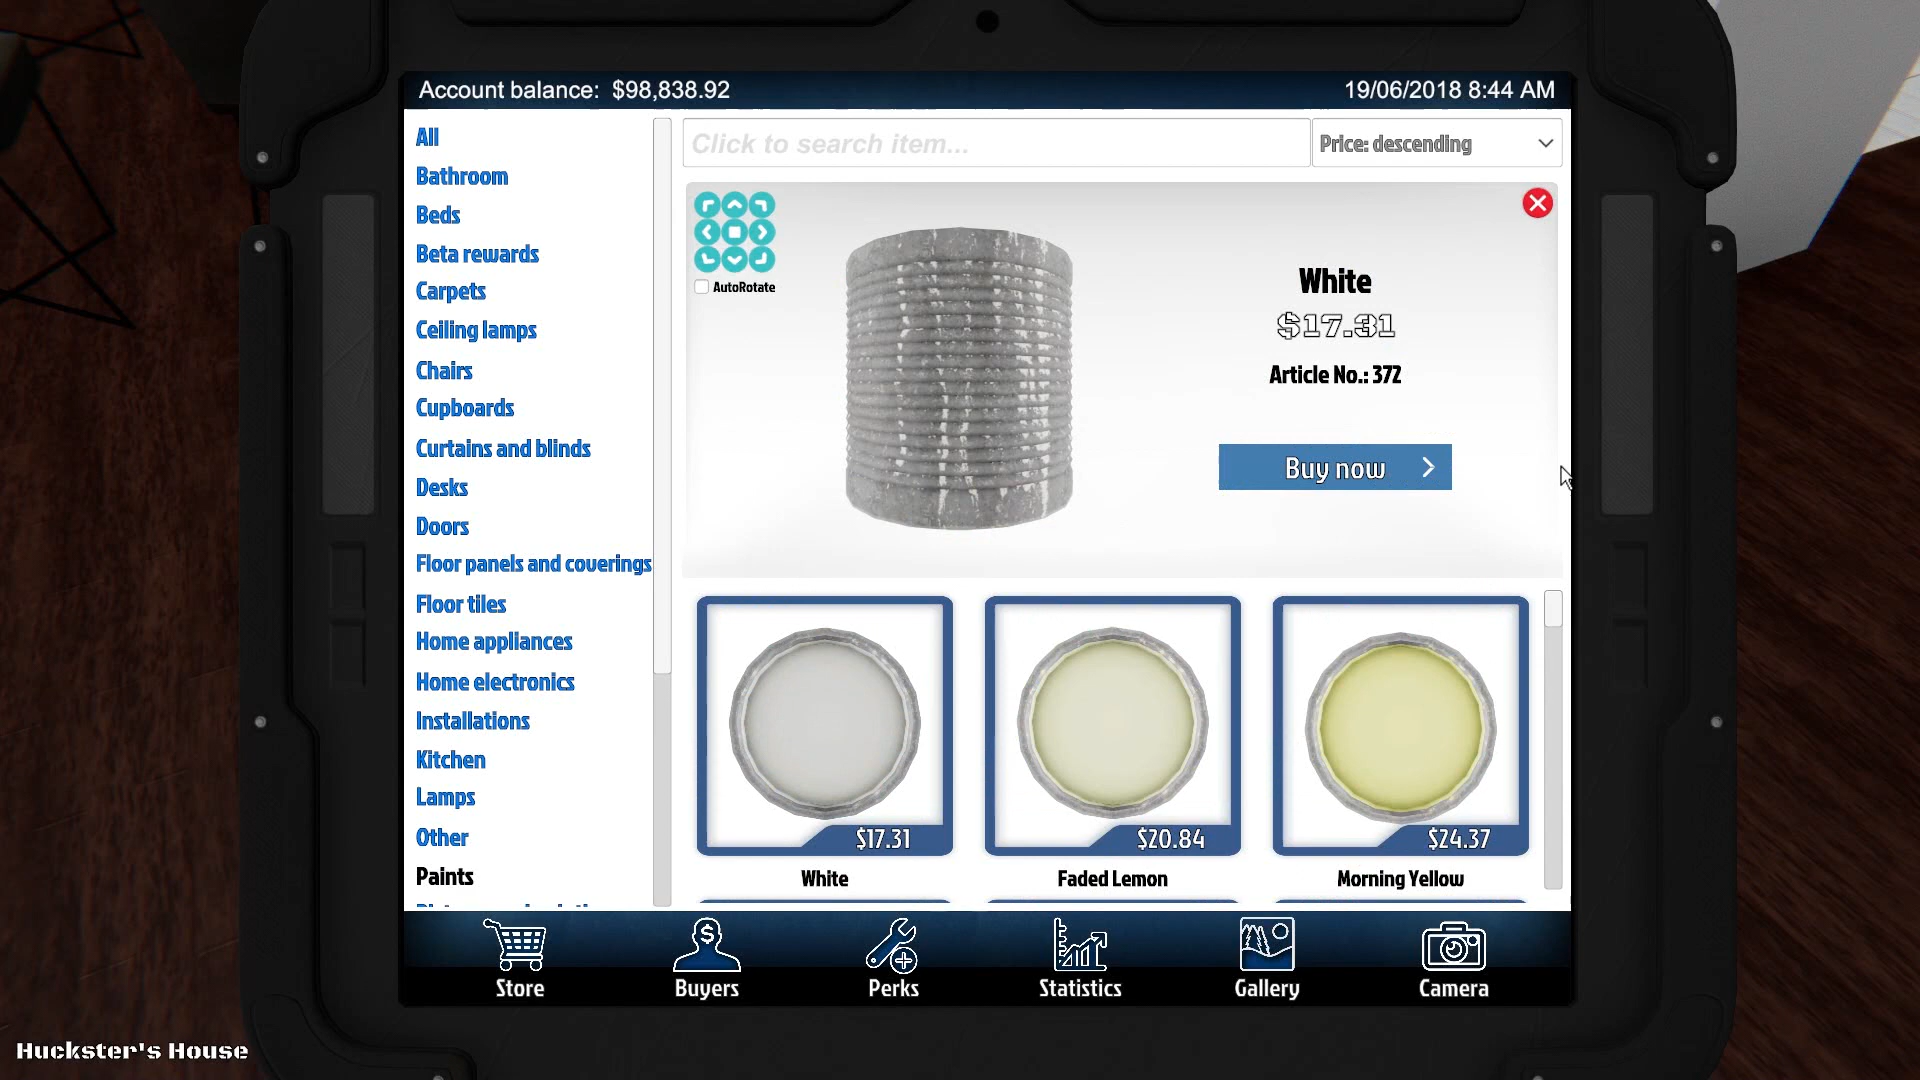 Account balance: $98,838.92
19/06/2018 8:44 AM
All
Bathroom
Beds
Beta rewards
Carpets
Ceiling lamps
Chairs
Cupboards
Curtains and blinds
Desks
Doors
Floor panels and coverings
Floor tiles
Home appliances
Home electronics
Installations
Kitchen
Lamps
Other
Paints
Click to search item...
Price: descending
AutoRotate
White
$17.31
Article No.: 372
Buy now
$17.31
$20.84
$24.37
White
Faded Lemon
Morning Yellow
Store
Buyers
Perks
Statistics
Gallery
Camera
Huckster's House